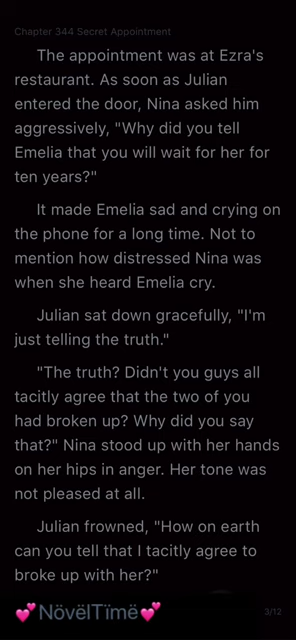 Chapter 344 Secret Appointment
The appointment was at Ezra's
restaurant. As soon as Julian
entered the door, Nina asked him
aggressively, "Why did you tell
Emelia that you will wait for her for
ten years?"
It made Emelia sad and crying on
the phone for a long time. Not to
mention how distressed Nina was
when she heard Emelia cry.
Julian sat down gracefully, "I'm
just telling the truth."
"The truth? Didn't you guys all
tacitly agree that the two of you
had broken up? Why did you say
that?" Nina stood up with her hands
on her hips in anger. Her tone was
not pleased at all.
Julian frowned, "How on earth
can you tell that I tacitly agree to
broke up with her?"
💕NövëlTïmë💕
3/12